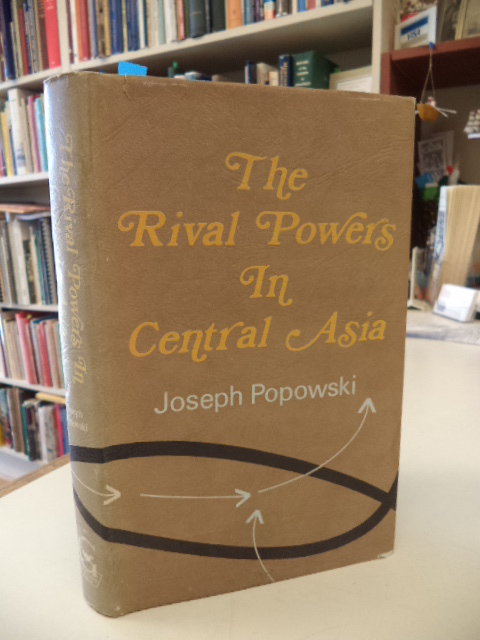 The
Rival Powers
In
Central Asia
Joseph Popowski
The Rival Powers In